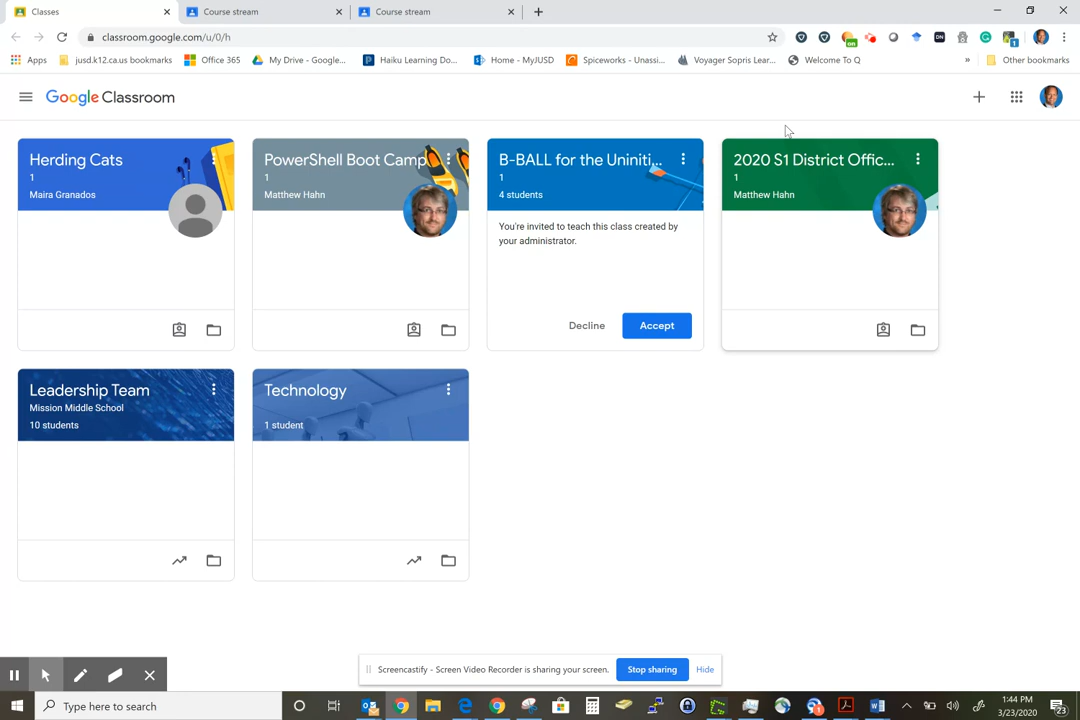 Classes
Course stream
Course stream
classroom.google.com/u/0/h
on
DN
1
Apps
jusd.k12.ca.us bookmarks
Office 365
My Drive - Google...
Haiku Learning Do...
Home - MyJUSD
Spiceworks - Unassi...
Voyager Sopris Lear...
Welcome To Q
»
Other bookmarks
Google Classroom
Herding Cats
1
Maira Granados
PowerShell Boot Camp
1
Matthew Hahn
B-BALL for the Uniniti...
1
4 students
You're invited to teach this class created by
your administrator.
Decline
Accept
2020 S1 District Offic...
1
Matthew Hahn
Leadership Team
Mission Middle School
10 students
Technology
1 student
Screencastify - Screen Video Recorder is sharing your screen.
Stop sharing
Hide
Type here to search
1:44 PM
3/23/2020
23